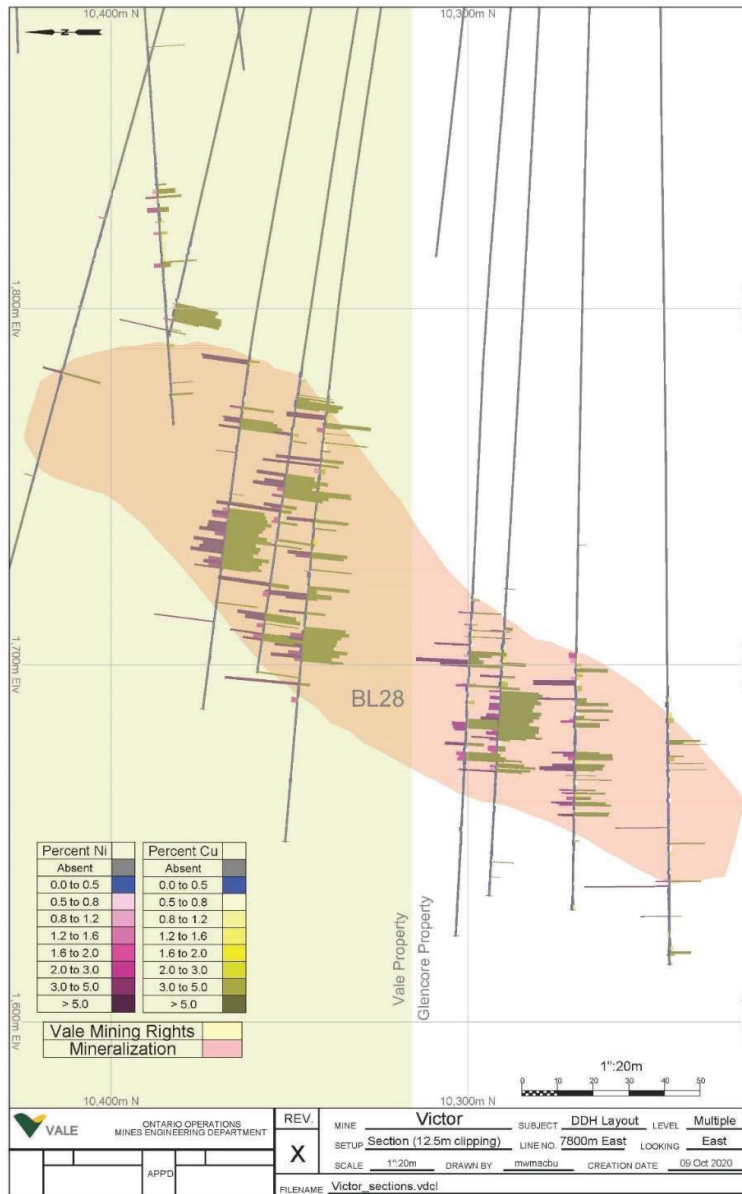 10,400m N 10,300m N
N
1,800m Elv
1,700m Elv
BL28
Vale Property
Glencore Property
Percent Ni Percent Cu
Absent Absent
0.0 to 0.5 0.0 to 0.5
0.5 to 0.8 0.5 to 0.8
0.8 to 1.2 0.8 to 1.2
1.2 to 1.6 1.2 to 1.6
1.6 to 2.0 1.6 to 2.0
2.0 to 3.0 2.0 to 3.0
3.0 to 5.0 3.0 to 5.0
> 5.0 > 5.0
1,600m Elv
Vale Mining Rights
Mineralization
1":20m
0 10 20 30 40 50
10,400m N 10,300m N
VALE
ONTARIO OPERATIONS
MINES ENGINEERING DEPARTMENT
APP'D
REV.
X
MINE Victor SUBJECT DDH Layout LEVEL Multiple
SETUP Section (12.5m clipping) LINE NO. 7800m East LOOKING East
SCALE 1":20m DRAWN BY mwmacbu CREATION DATE 09 Oct 2020
FILENAME Victor_sections.vdcl